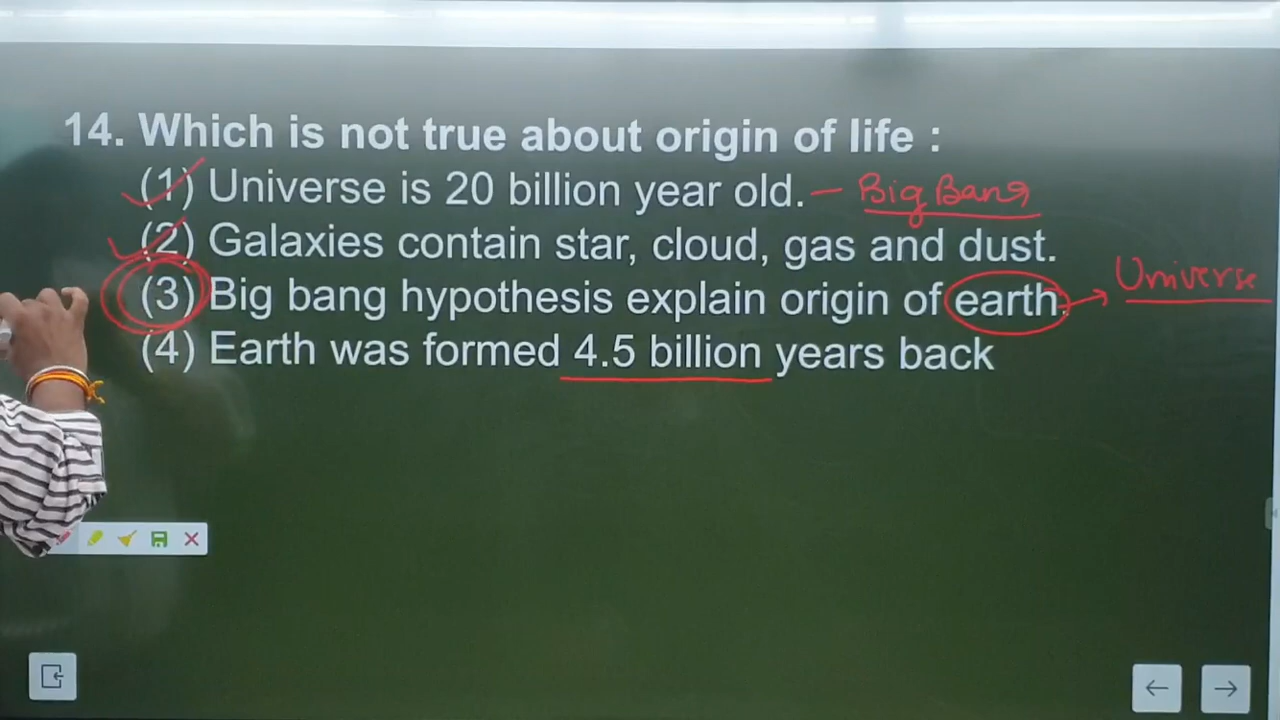 14. Which is not true about origin of life :
(1) Universe is 20 billion year old. – Big Bang
(2) Galaxies contain star, cloud, gas and dust.
(3) Big bang hypothesis explain origin of earth. → Universe
(4) Earth was formed 4.5 billion years back